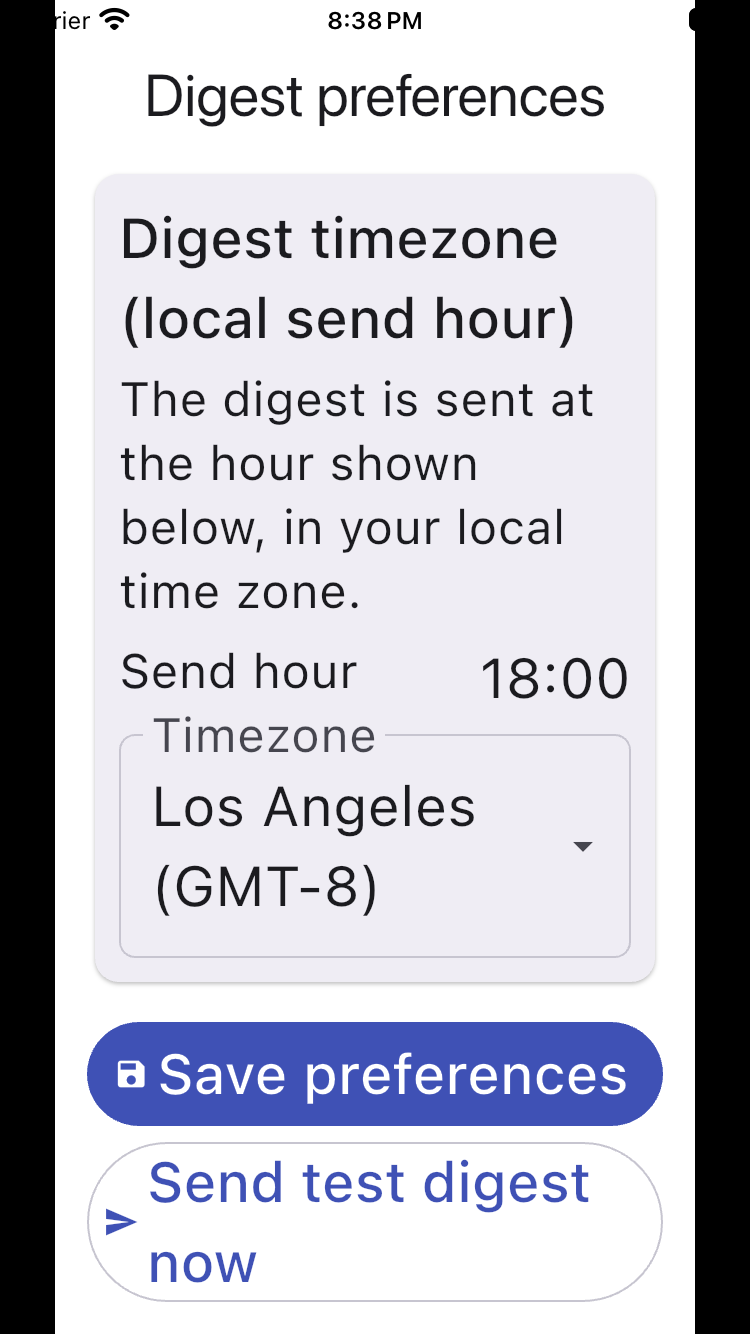 8:38 PM
Digest preferences
Digest timezone
(local send hour)
The digest is sent at
the hour shown
below, in your local
time zone.
Send hour
18:00
Timezone
Los Angeles
(GMT-8)
Save preferences
Send test digest
now